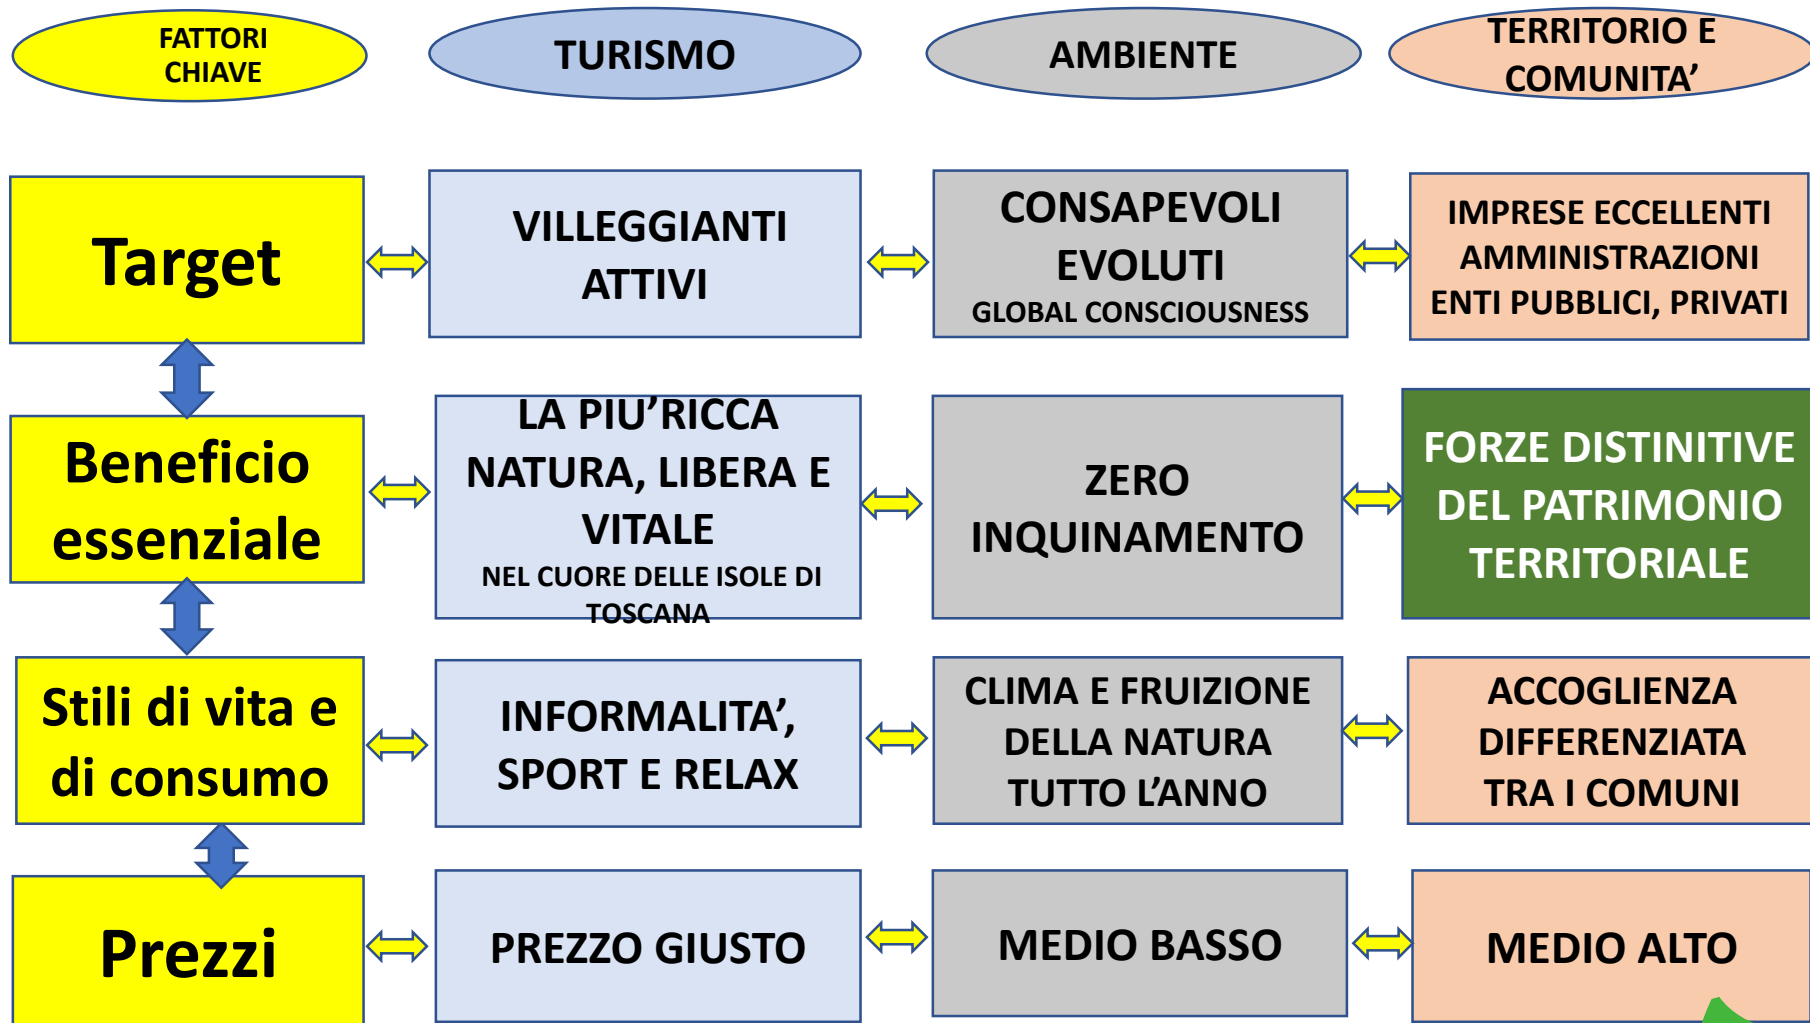 FATTORI
CHIAVE
TURISMO
AMBIENTE
TERRITORIO E
COMUNITA’
Target
VILLEGGIANTI
ATTIVI
CONSAPEVOLI
EVOLUTI
GLOBAL CONSCIOUSNESS
IMPRESE ECCELLENTI
AMMINISTRAZIONI
ENTI PUBBLICI, PRIVATI
Beneficio
essenziale
LA PIU’RICCA
NATURA, LIBERA E
VITALE
NEL CUORE DELLE ISOLE DI
TOSCANA
ZERO
INQUINAMENTO
FORZE DISTINITIVE
DEL PATRIMONIO
TERRITORIALE
Stili di vita e
di consumo
INFORMALITA’,
SPORT E RELAX
CLIMA E FRUIZIONE
DELLA NATURA
TUTTO L’ANNO
ACCOGLIENZA
DIFFERENZIATA
TRA I COMUNI
Prezzi
PREZZO GIUSTO
MEDIO BASSO
MEDIO ALTO